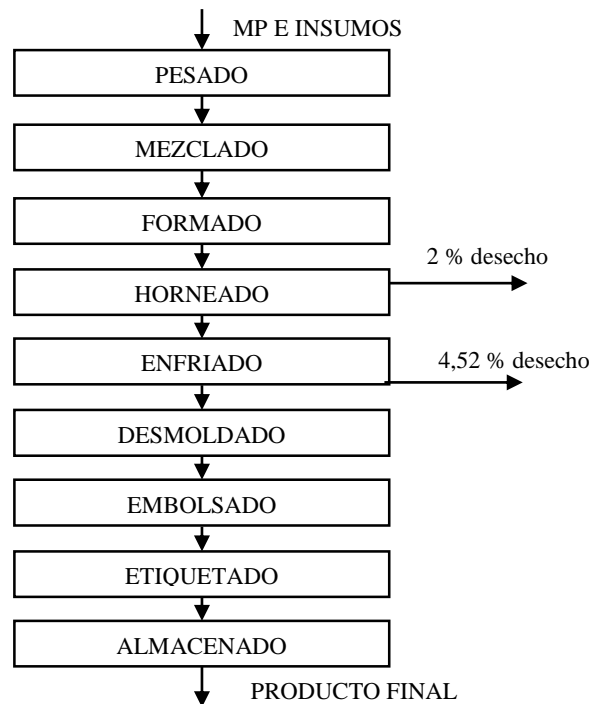 MP E INSUMOS
PESADO
MEZCLADO
FORMADO
2 % desecho
HORNEADO
ENFRIADO
4,52 % desecho
DESMOLDADO
EMBOLSADO
ETIQUETADO
ALMACENADO
PRODUCTO FINAL